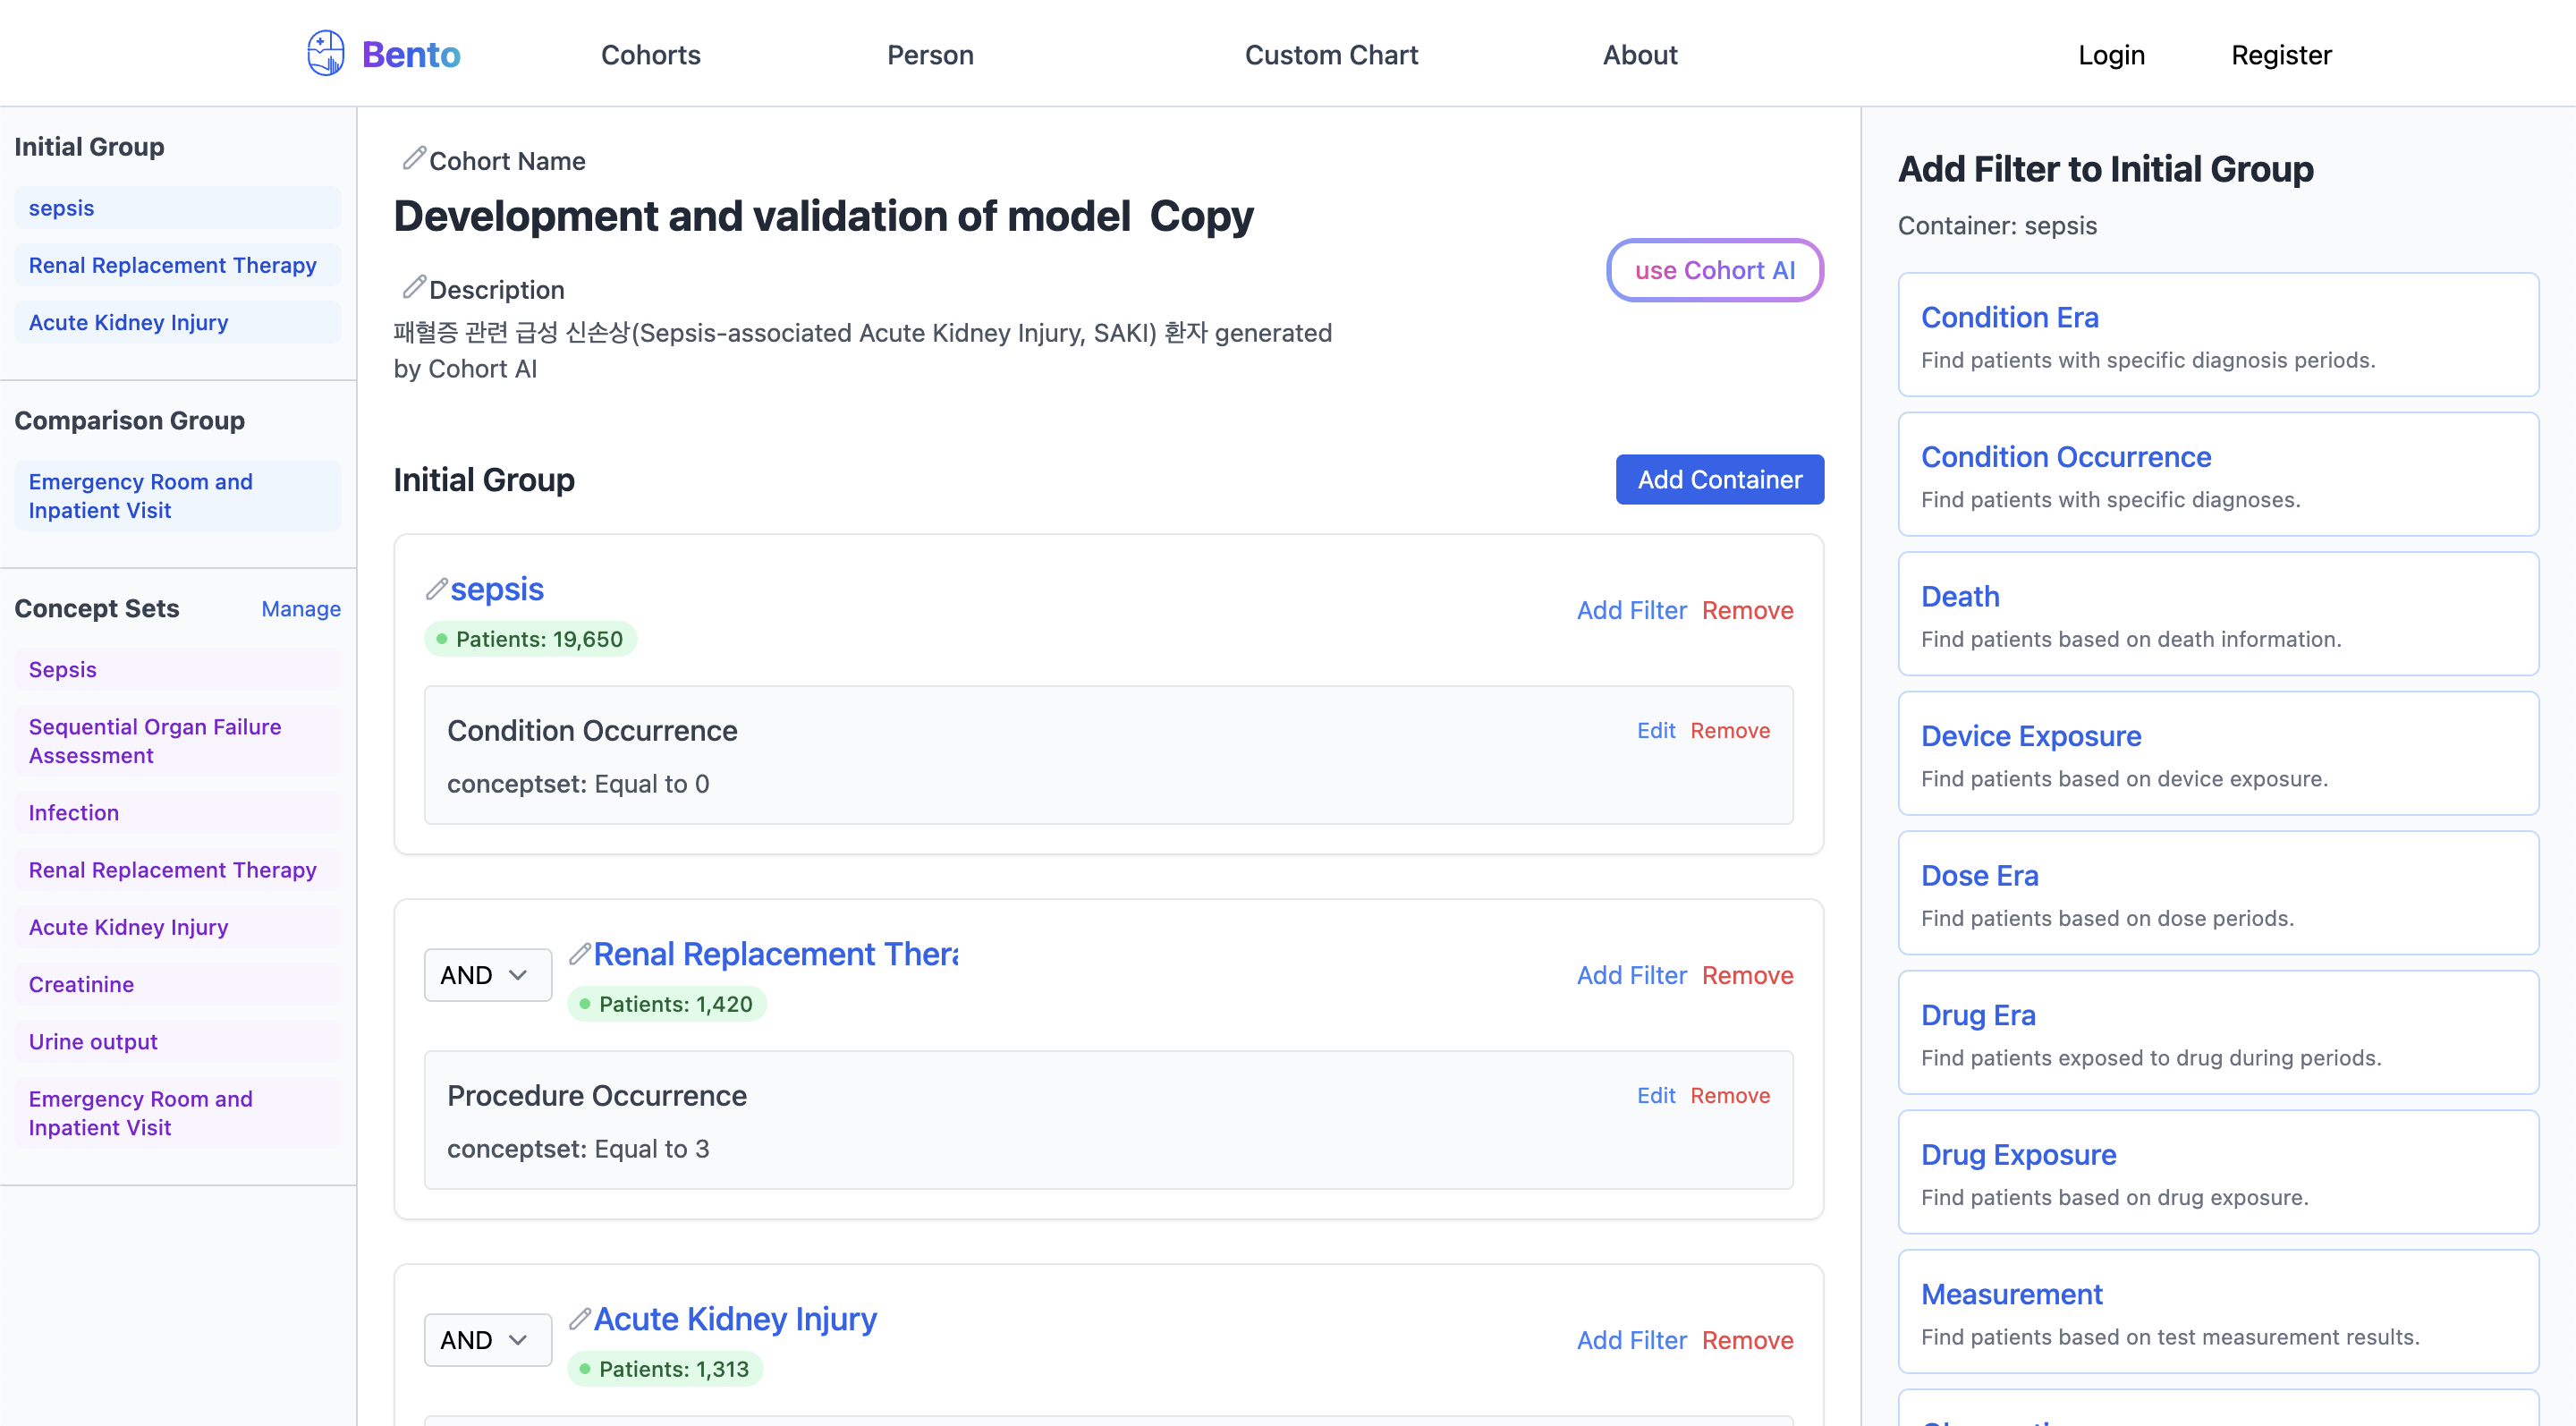 Bento
Cohorts
Person
Custom Chart
About
Login
Register
Initial Group
sepsis
Renal Replacement Therapy
Acute Kidney Injury
Comparison Group
Emergency Room and
Inpatient Visit
Concept Sets
Manage
Sepsis
Sequential Organ Failure
Assessment
Infection
Renal Replacement Therapy
Acute Kidney Injury
Creatinine
Urine output
Emergency Room and
Inpatient Visit
Cohort Name
Development and validation of model  Copy
Description
패혈증 관련 급성 신손상(Sepsis-associated Acute Kidney Injury, SAKI) 환자 generated
by Cohort AI
use Cohort AI
Initial Group
Add Container
sepsis
Patients: 19,650
Add Filter Remove
Condition Occurrence
Edit Remove
conceptset: Equal to 0
AND
Renal Replacement Thera
Patients: 1,420
Add Filter Remove
Procedure Occurrence
Edit Remove
conceptset: Equal to 3
AND
Acute Kidney Injury
Patients: 1,313
Add Filter Remove
Add Filter to Initial Group
Container: sepsis
Condition Era
Find patients with specific diagnosis periods.
Condition Occurrence
Find patients with specific diagnoses.
Death
Find patients based on death information.
Device Exposure
Find patients based on device exposure.
Dose Era
Find patients based on dose periods.
Drug Era
Find patients exposed to drug during periods.
Drug Exposure
Find patients based on drug exposure.
Measurement
Find patients based on test measurement results.